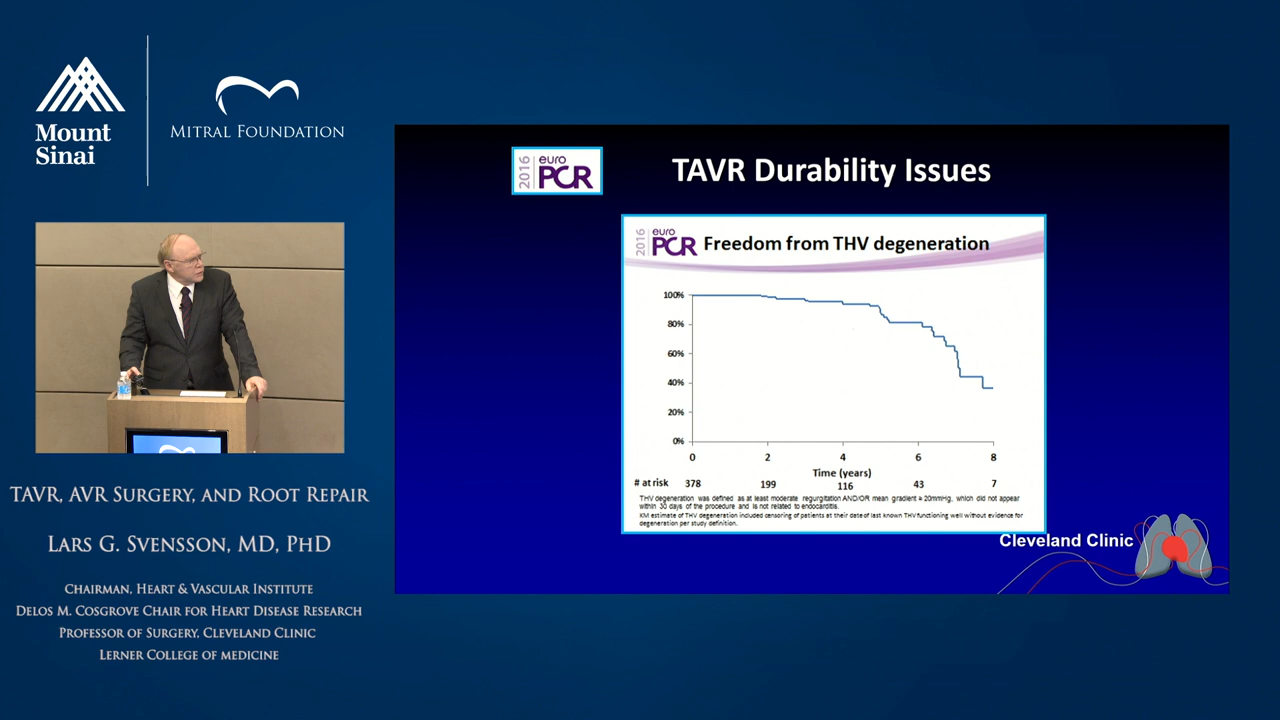 Mount
Sinai
Mitral Foundation
2016 euro
PCR
TAVR Durability Issues
2016 euro
PCR
Freedom from THV degeneration
100%
80%
60%
40%
20%
0%
0 2 4 6 8
Time (years)
# at risk 378 199 116 43 7
THV degeneration was defined as at least moderate regurgitation AND/OR mean gradient ≥ 20mmHg, which did not appear
within 30 days of the procedure and is not related to endocarditis.
KM estimate of THV degeneration included censoring of patients at their date of last known THV functioning well without evidence for
degeneration per study definition.
Cleveland Clinic
TAVR, AVR Surgery, and Root Repair
Lars G. Svensson, MD, PhD
Chairman, Heart & Vascular Institute
Delos M. Cosgrove Chair for Heart Disease Research
Professor of Surgery, Cleveland Clinic
Lerner College of medicine